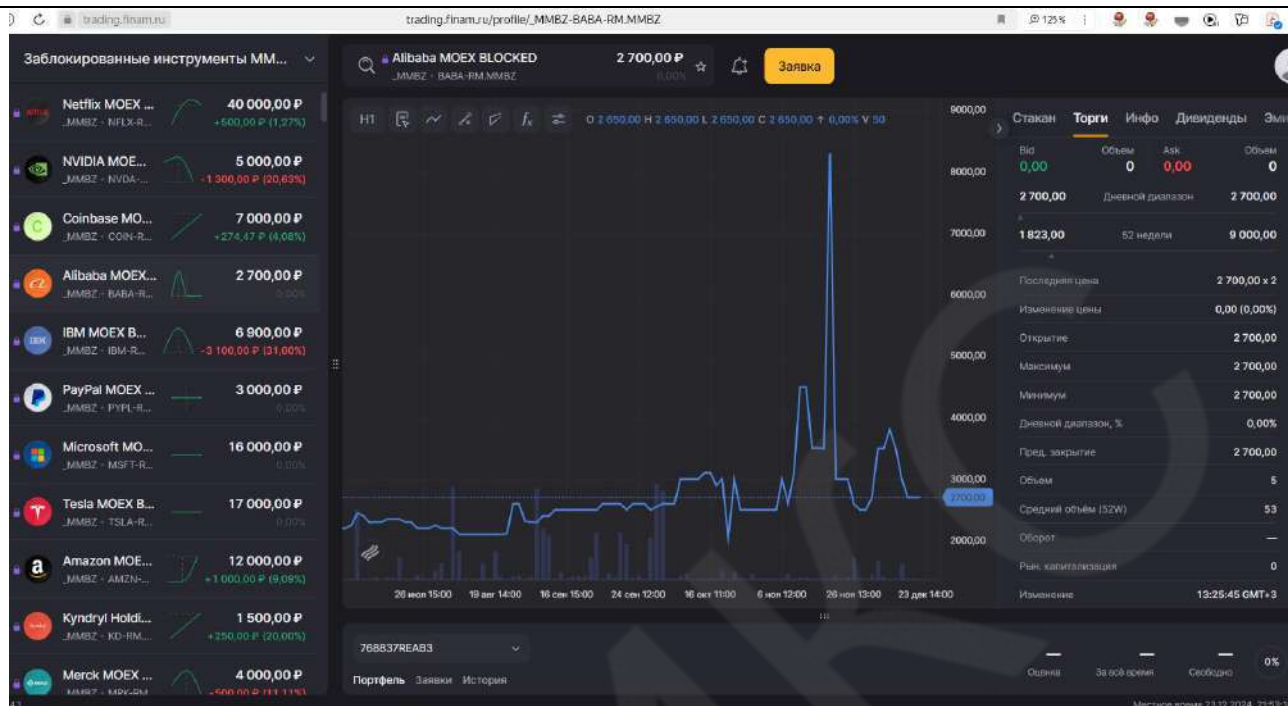 trading.finam.ru
trading.finam.ru/profile/_MMBZ-BABA-RM.MMBZ
125 %
Заблокированные инструменты MM...
Alibaba MOEX BLOCKED
_MMBZ - BABA-RM.MMBZ
2 700,00 ₽
0,00%
Заявка
Netflix MOEX ...
40 000,00 ₽
_MMBZ - NFLX-R...
+500,00 ₽ (1,27%)
NVIDIA MOE...
5 000,00 ₽
_MMBZ - NVDA-...
-1 300,00 ₽ (20,63%)
Coinbase MO...
7 000,00 ₽
_MMBZ - COIN-R...
+274,47 ₽ (4,08%)
Alibaba MOEX...
2 700,00 ₽
_MMBZ - BABA-R...
0,00%
IBM MOEX B...
6 900,00 ₽
_MMBZ - IBM-R...
-3 100,00 ₽ (31,00%)
PayPal MOEX ...
3 000,00 ₽
_MMBZ - PYPL-R...
0,00%
Microsoft MO...
16 000,00 ₽
_MMBZ - MSFT-R...
0,00%
Tesla MOEX B...
17 000,00 ₽
_MMBZ - TSLA-R...
0,00%
Amazon MOE...
12 000,00 ₽
_MMBZ - AMZN-...
+1 000,00 ₽ (9,09%)
Kyndryl Holdi...
1 500,00 ₽
_MMBZ - KD-RM....
+250,00 ₽ (20,00%)
Merck MOEX ...
4 000,00 ₽
_MMBZ - MRK-RM
-500,00 ₽ (11,11%)
H1
O 2 650,00 H 2 650,00 L 2 650,00 C 2 650,00 ↑ 0,00% V 50
9000,00
8000,00
7000,00
6000,00
5000,00
4000,00
3000,00
2700,00
2000,00
26 июл 15:00 19 авг 14:00 16 сен 15:00 24 сен 12:00 16 окт 11:00 6 ноя 12:00 26 ноя 13:00 23 дек 14:00
Стакан Торги Инфо Дивиденды Эми
Bid Объем Ask Объем
0,00 0 0,00 0
2 700,00 Дневной диапазон 2 700,00
1 823,00 52 недели 9 000,00
Последняя цена 2 700,00 x 2
Изменение цены 0,00 (0,00%)
Открытие 2 700,00
Максимум 2 700,00
Минимум 2 700,00
Дневной диапазон, % 0,00%
Пред. закрытие 2 700,00
Объем 5
Средний объём (52W) 53
Оборот —
Рын. капитализация 0
Изменение 13:25:45 GMT+3
768837REAB3
Портфель Заявки История
Оценка За всё время Свободно
0%
Местное время 23.12.2024